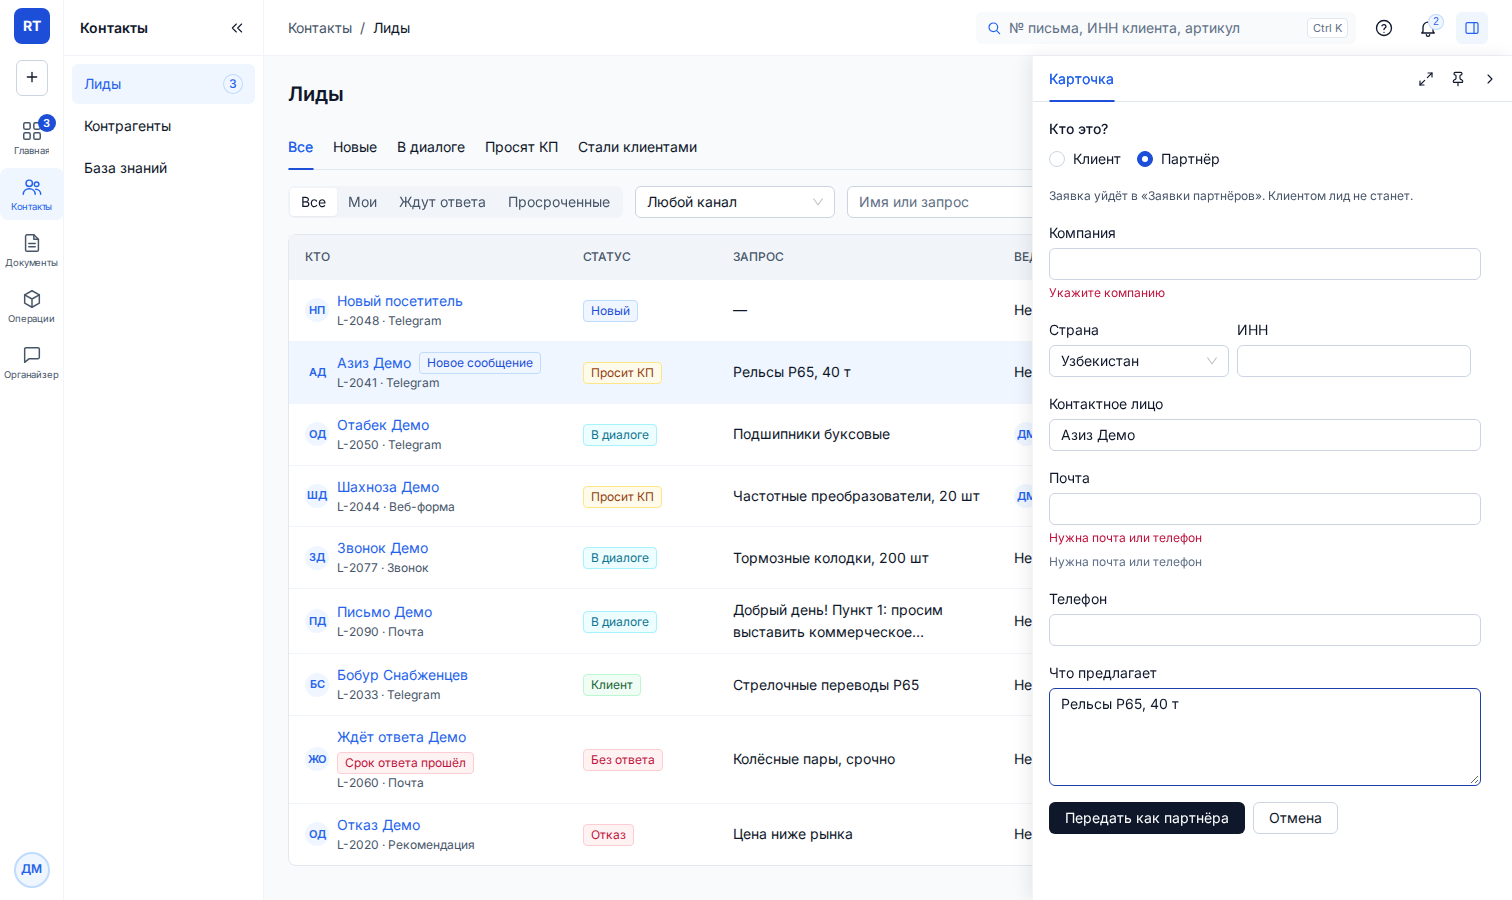 RT
Контакты
Контакты / Лиды
№ письма, ИНН клиента, артикул
Ctrl K
2
Главная
3
Контакты
Документы
Операции
Органайзер
ДМ
Лиды
3
Контрагенты
База знаний
Лиды
Все
Новые
В диалоге
Просят КП
Стали клиентами
Все
Мои
Ждут ответа
Просроченные
Любой канал
Имя или запрос
КТО
СТАТУС
ЗАПРОС
ВЕД
НП
Новый посетитель
L-2048 · Telegram
Новый
—
Не
АД
Азиз Демо
Новое сообщение
L-2041 · Telegram
Просит КП
Рельсы Р65, 40 т
Не
ОД
Отабек Демо
L-2050 · Telegram
В диалоге
Подшипники буксовые
ДМ
ШД
Шахноза Демо
L-2044 · Веб-форма
Просит КП
Частотные преобразователи, 20 шт
ДМ
ЗД
Звонок Демо
L-2077 · Звонок
В диалоге
Тормозные колодки, 200 шт
Не
ПД
Письмо Демо
L-2090 · Почта
В диалоге
Добрый день! Пункт 1: просим
выставить коммерческое...
Не
БС
Бобур Снабженцев
L-2033 · Telegram
Клиент
Стрелочные переводы Р65
Не
ЖО
Ждёт ответа Демо
Срок ответа прошёл
L-2060 · Почта
Без ответа
Колёсные пары, срочно
Не
ОД
Отказ Демо
L-2020 · Рекомендация
Отказ
Цена ниже рынка
Не
Карточка
Кто это?
Клиент
Партнёр
Заявка уйдёт в «Заявки партнёров». Клиентом лид не станет.
Компания
Укажите компанию
Страна
ИНН
Узбекистан
Контактное лицо
Азиз Демо
Почта
Нужна почта или телефон
Нужна почта или телефон
Телефон
Что предлагает
Рельсы Р65, 40 т
Передать как партнёра
Отмена